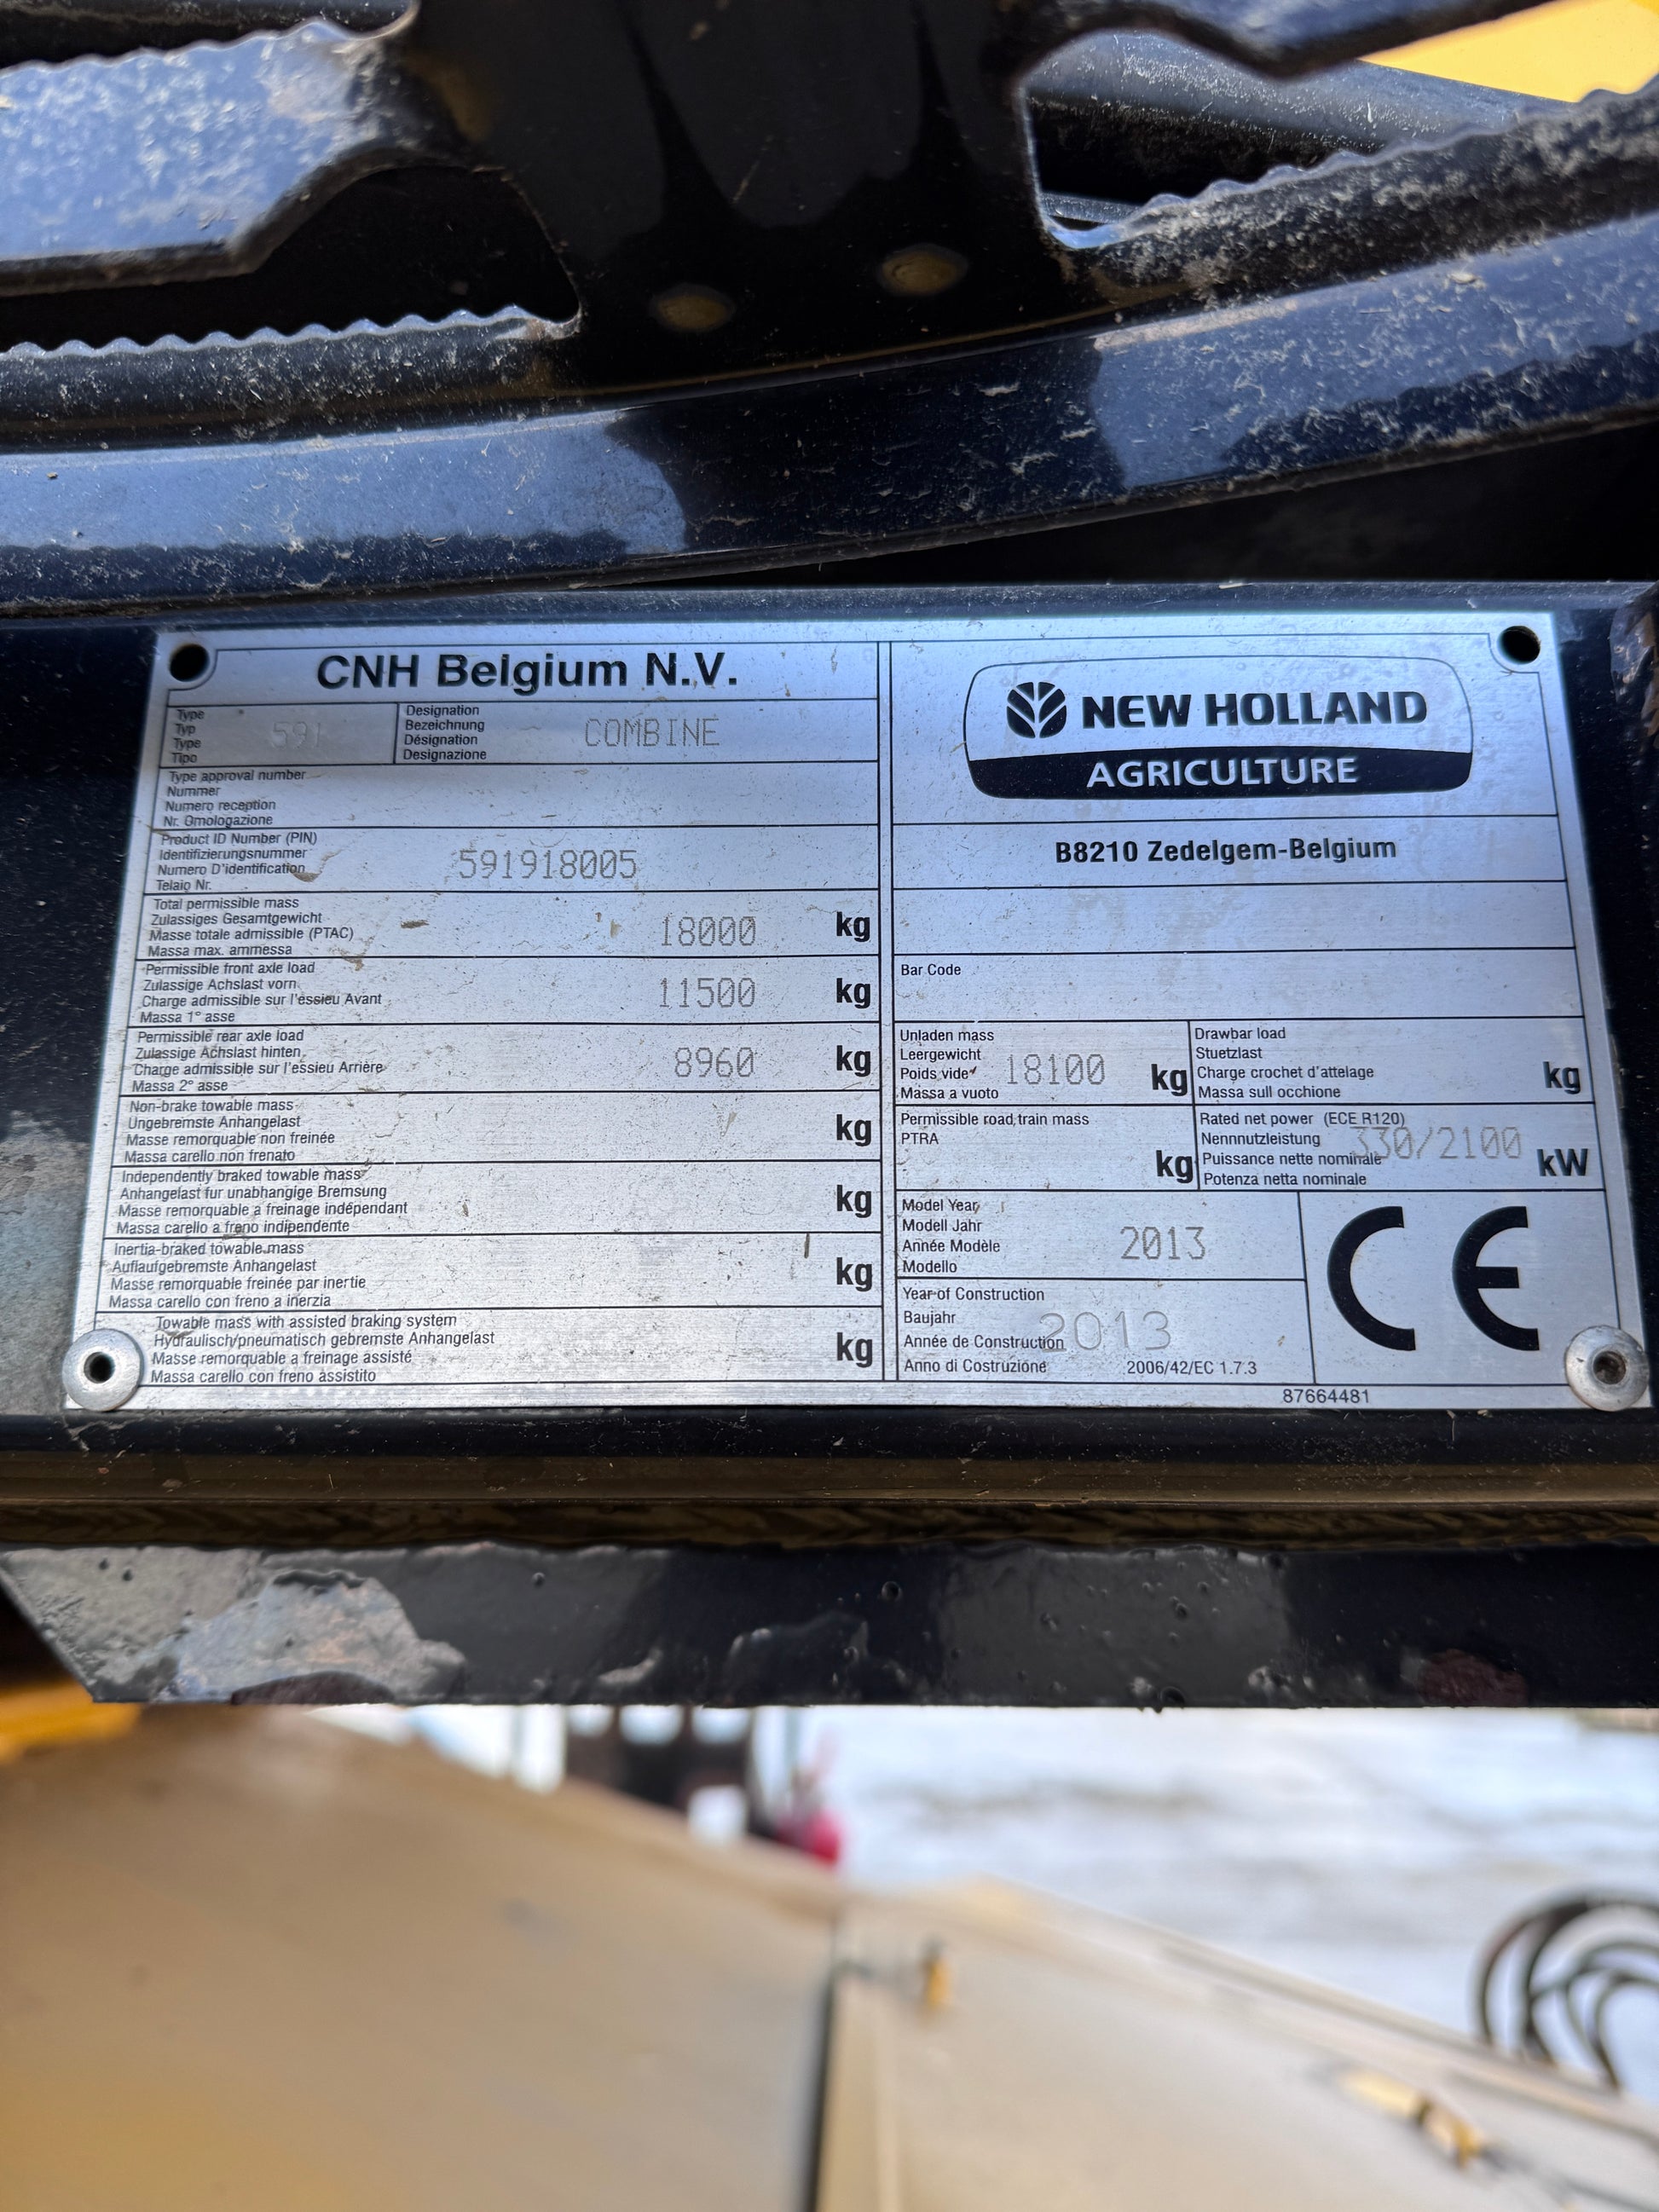 CNH Belgium N.V.
Type
Typ
Type
Tipo
591
Designation
Bezeichnung
Désignation
Designazione
COMBINE
Type approval number
Nummer
Numero reception
Nr. Omologazione
Product ID Number (PIN)
Identifizierungsnummer
Numero D'identification
Telaio Nr.
591918005
Total permissible mass
Zulassiges Gesamtgewicht
Masse totale admissible (PTAC)
Massa max. ammessa
18000 kg
Permissible front axle load
Zulassige Achslast vorn
Charge admissible sur l'essieu Avant
Massa 1° asse
11500 kg
Permissible rear axle load
Zulassige Achslast hinten
Charge admissible sur l'essieu Arrière
Massa 2° asse
8960 kg
Non-brake towable mass
Ungebremste Anhangelast
Masse remorquable non freinée
Massa carello non frenato
kg
Independently braked towable mass
Anhangelast fur unabhangige Bremsung
Masse remorquable a freinage indépendant
Massa carello a freno indipendente
kg
Inertia-braked towable mass
Auflaufgebremste Anhangelast
Masse remorquable freinée par inertie
Massa carello con freno a inerzia
kg
Towable mass with assisted braking system
Hydraulisch/pneumatisch gebremste Anhangelast
Masse remorquable a freinage assisté
Massa carello con freno assistito
kg
NEW HOLLAND
AGRICULTURE
B8210 Zedelgem-Belgium
Bar Code
Unladen mass
Leergewicht
Poids vide
Massa a vuoto
18100 kg
Drawbar load
Stuetzlast
Charge crochet d'attelage
Massa sull occhione
kg
Permissible road train mass
PTRA
kg
Rated net power (ECE R120)
Nennnutzleistung
Puissance nette nominale
Potenza netta nominale
330/2100 kW
Model Year
Modell Jahr
Année Modèle
Modello
2013
Year of Construction
Baujahr
Année de Construction
Anno di Costruzione
2013
2006/42/EC 1.7.3
CE
87664481